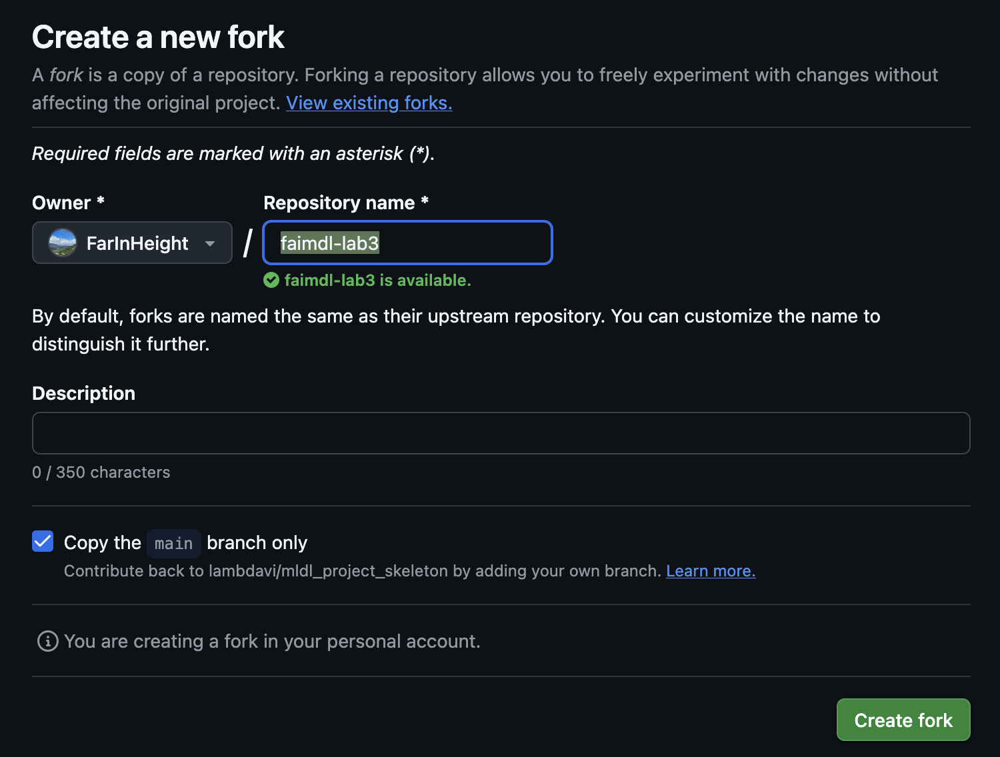 Create a new fork
A fork is a copy of a repository. Forking a repository allows you to freely experiment with changes without
affecting the original project. View existing forks.
Required fields are marked with an asterisk (*).
Owner *
Repository name *
FarInHeight
/
faimdl-lab3
faimdl-lab3 is available.
By default, forks are named the same as their upstream repository. You can customize the name to
distinguish it further.
Description
0 / 350 characters
Copy the main branch only
Contribute back to lambdavi/mldl_project_skeleton by adding your own branch. Learn more.
You are creating a fork in your personal account.
Create fork